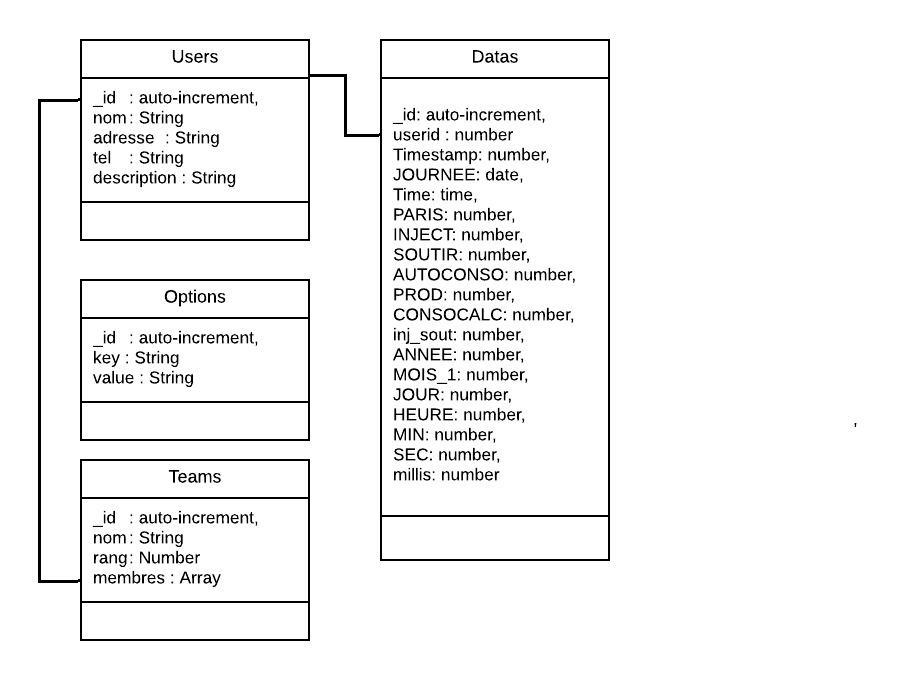 Users
_id : auto-increment,
nom : String
adresse : String
tel : String
description : String
Options
_id : auto-increment,
key : String
value : String
Teams
_id : auto-increment,
nom : String
rang : Number
membres : Array
Datas
_id: auto-increment,
userid : number
Timestamp: number,
JOURNEE: date,
Time: time,
PARIS: number,
INJECT: number,
SOUTIR: number,
AUTOCONSO: number,
PROD: number,
CONSOCALC: number,
inj_sout: number,
ANNEE: number,
MOIS_1: number,
JOUR: number,
HEURE: number,
MIN: number,
SEC: number,
millis: number
'